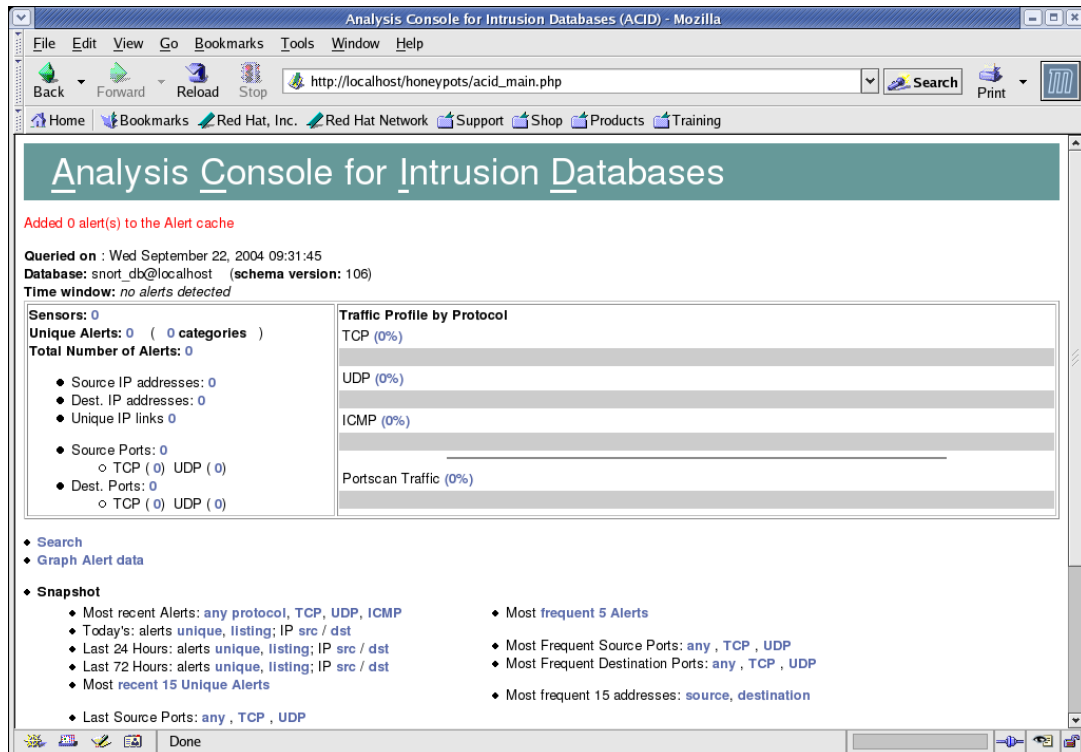 Analysis Console for Intrusion Databases (ACID) - Mozilla
File Edit View Go Bookmarks Tools Window Help
Back Forward Reload Stop http://localhost/honeypots/acid_main.php Search Print
Home Bookmarks Red Hat, Inc. Red Hat Network Support Shop Products Training
Analysis Console for Intrusion Databases
Added 0 alert(s) to the Alert cache
Queried on : Wed September 22, 2004 09:31:45
Database: snort_db@localhost (schema version: 106)
Time window: no alerts detected
Sensors: 0
Unique Alerts: 0 ( 0 categories )
Total Number of Alerts: 0
Source IP addresses: 0
Dest. IP addresses: 0
Unique IP links 0
Source Ports: 0
TCP ( 0) UDP ( 0)
Dest. Ports: 0
TCP ( 0) UDP ( 0)
Traffic Profile by Protocol
TCP (0%)
UDP (0%)
ICMP (0%)
Portscan Traffic (0%)
Search
Graph Alert data
Snapshot
Most recent Alerts: any protocol, TCP, UDP, ICMP
Today's: alerts unique, listing; IP src / dst
Last 24 Hours: alerts unique, listing; IP src / dst
Last 72 Hours: alerts unique, listing; IP src / dst
Most recent 15 Unique Alerts
Last Source Ports: any , TCP , UDP
Most frequent 5 Alerts
Most Frequent Source Ports: any , TCP , UDP
Most Frequent Destination Ports: any , TCP , UDP
Most frequent 15 addresses: source, destination
Done